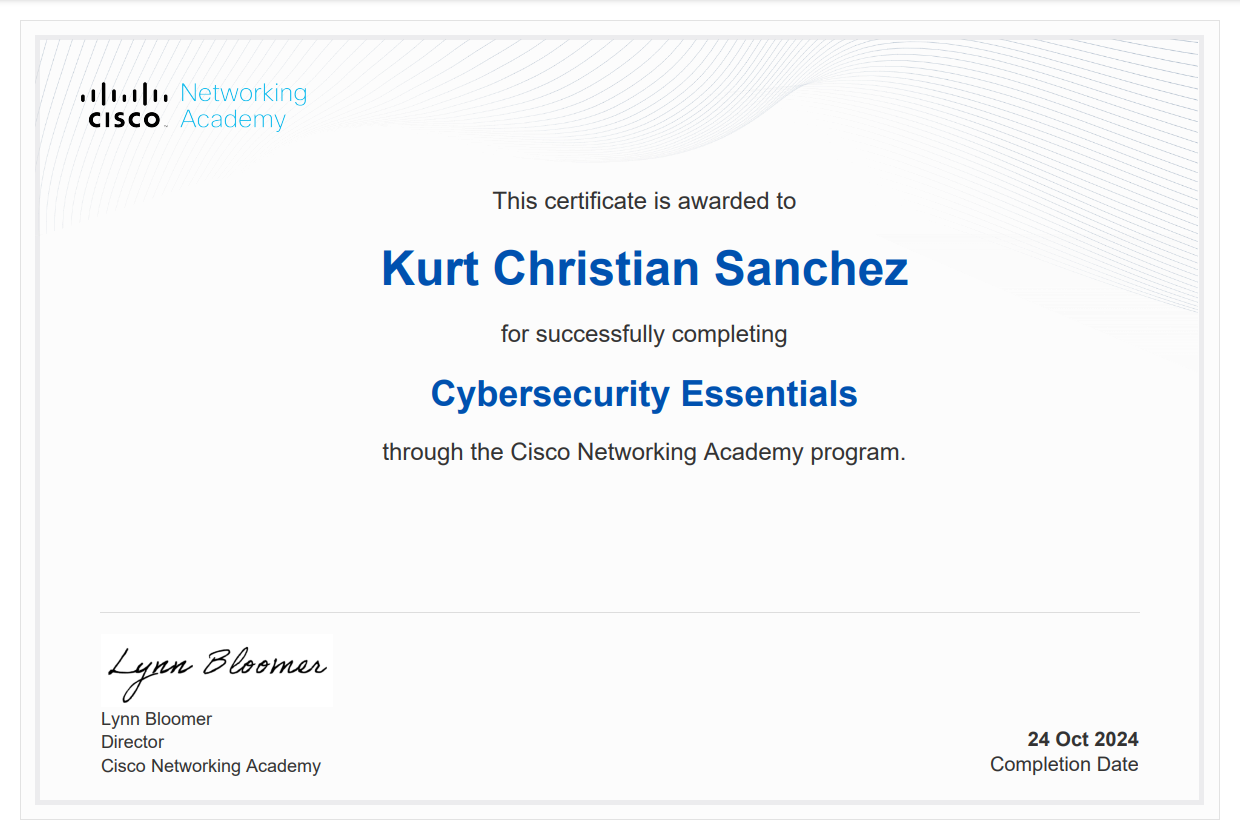 CISCO Networking
Academy
This certificate is awarded to
Kurt Christian Sanchez
for successfully completing
Cybersecurity Essentials
through the Cisco Networking Academy program.
Lynn Bloomer
Lynn Bloomer
Director
Cisco Networking Academy
24 Oct 2024
Completion Date